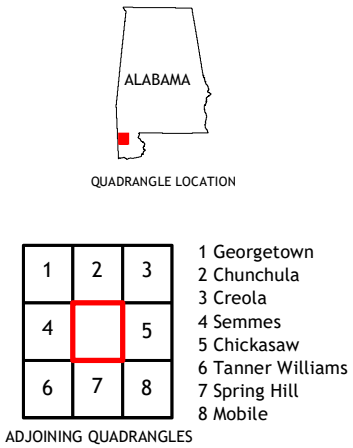 ALABAMA
QUADRANGLE LOCATION
1 2 3
4 5
6 7 8
1 Georgetown
2 Chunchula
3 Creola
4 Semmes
5 Chickasaw
6 Tanner Williams
7 Spring Hill
8 Mobile
ADJOINING QUADRANGLES